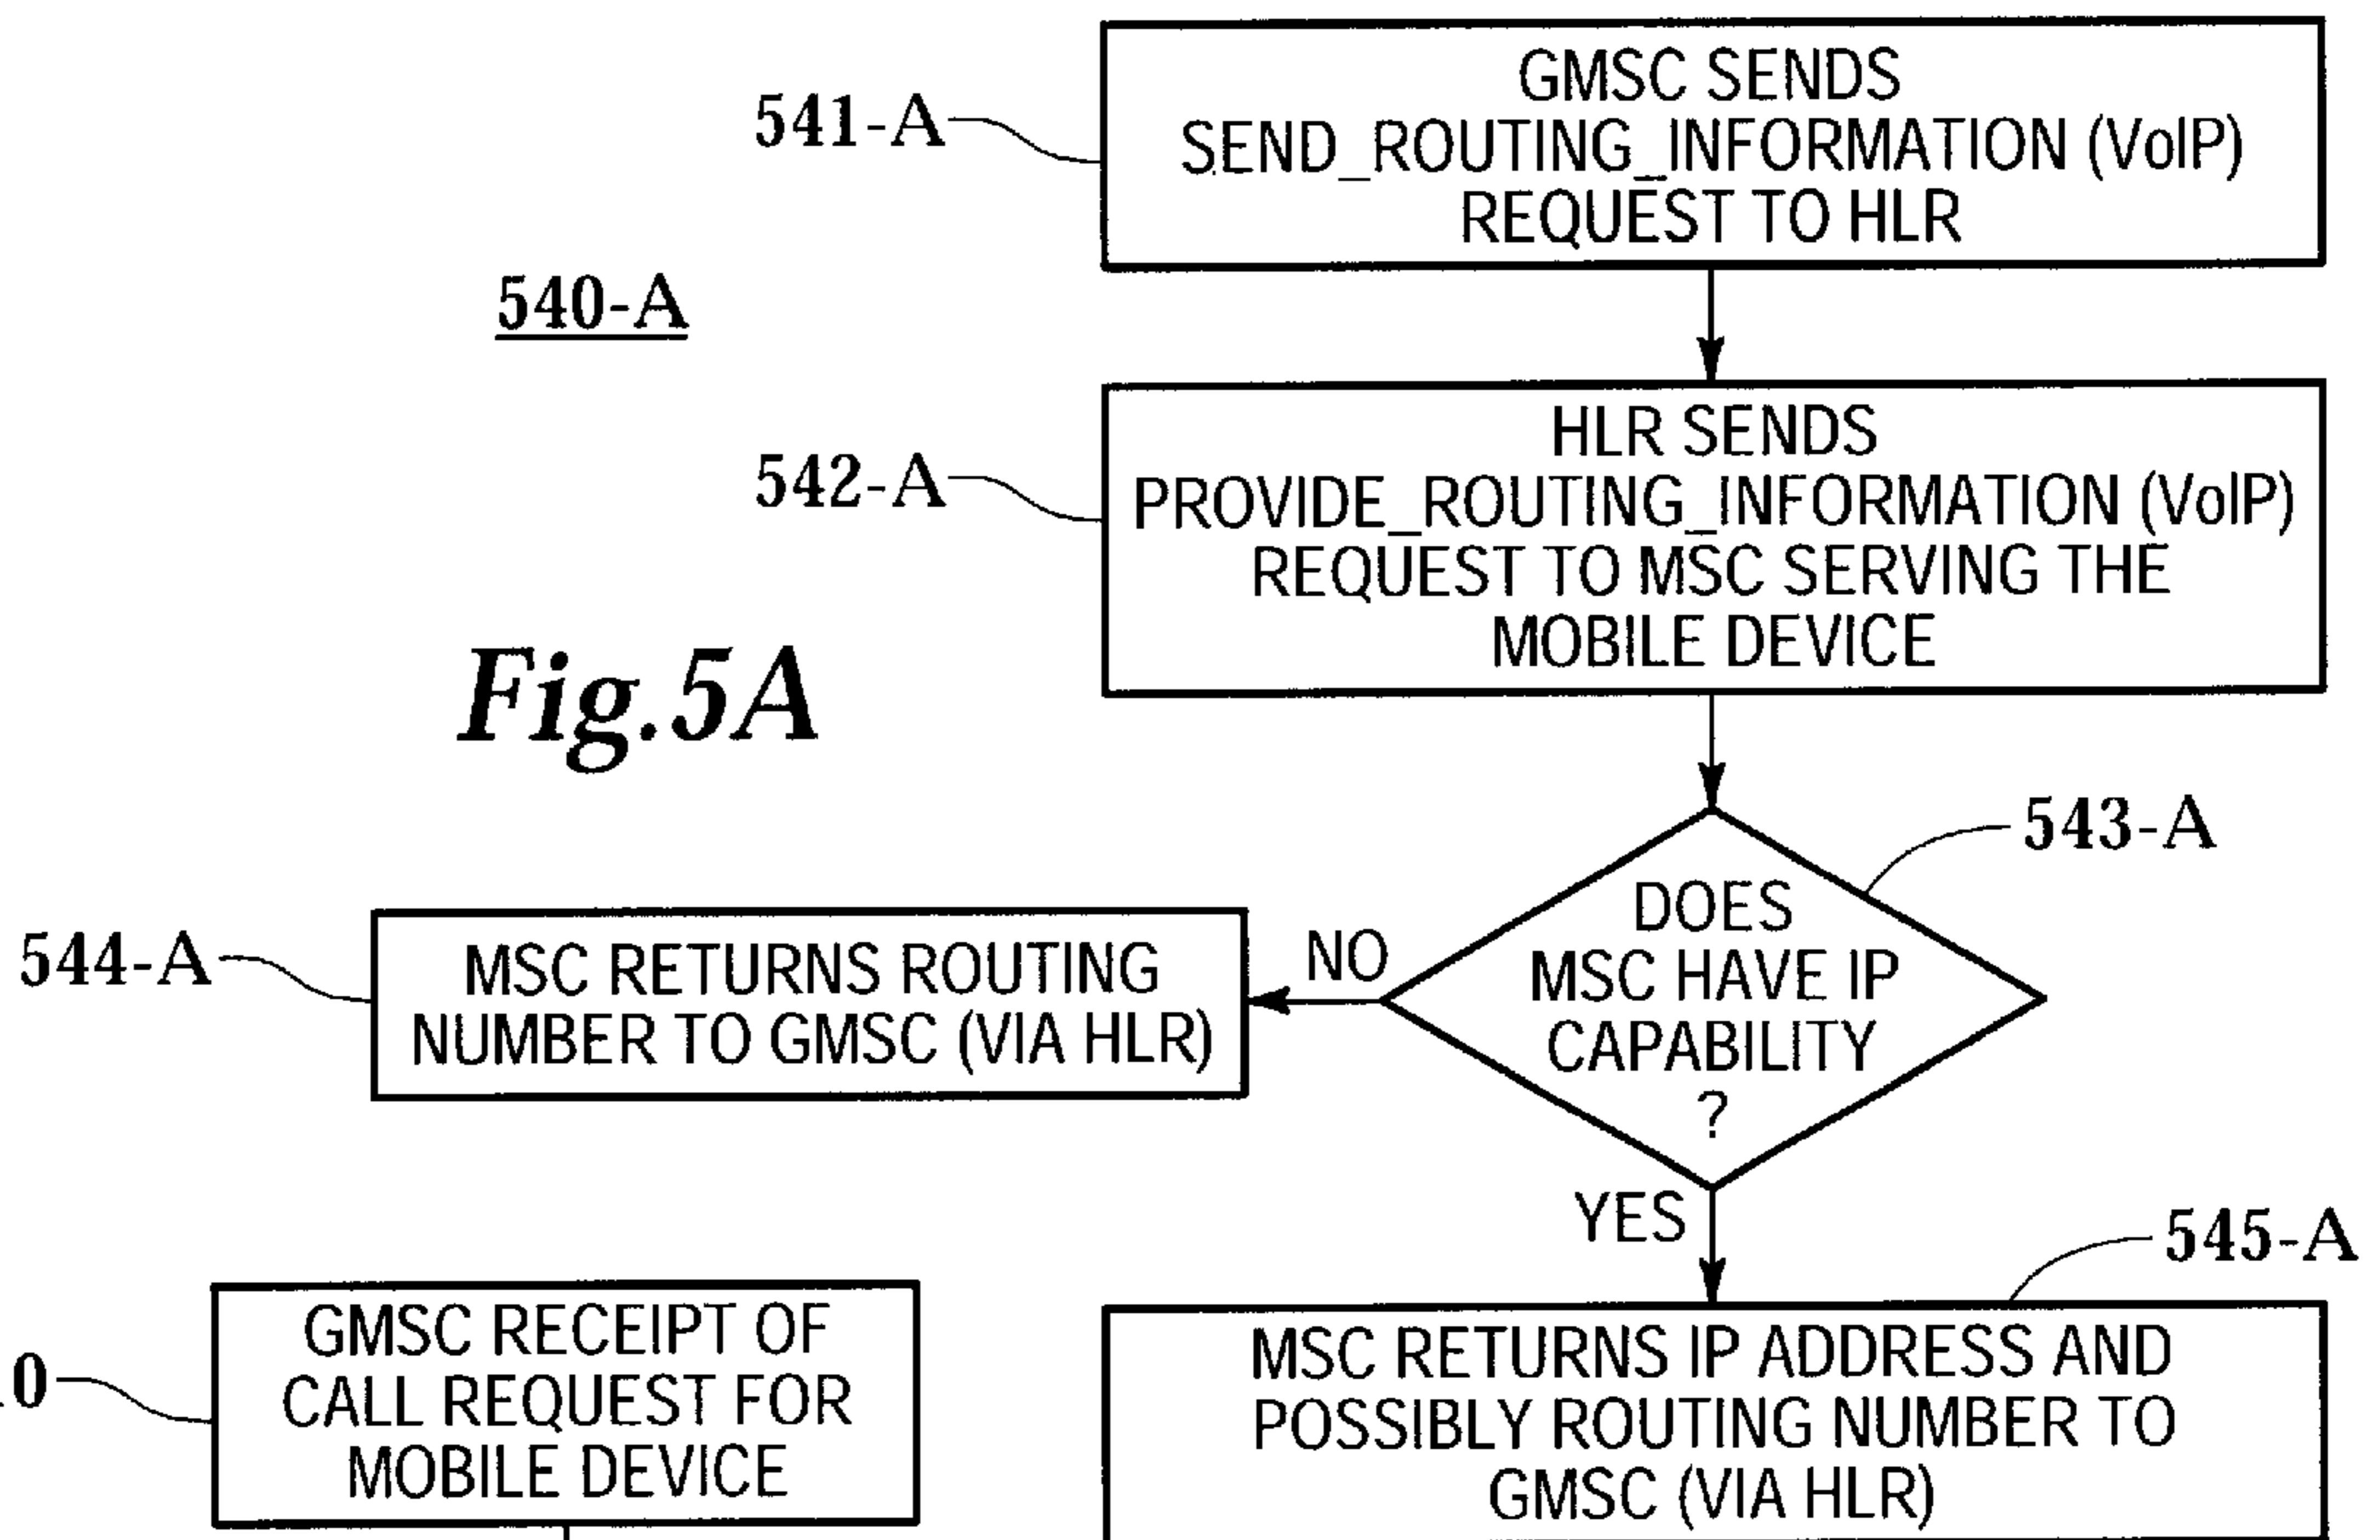 GMSC SENDS
SEND_ROUTING_INFORMATION (VoIP)
REQUEST TO HLR
541-A
540-A
HLR SENDS
PROVIDE_ROUTING_INFORMATION (VoIP)
REQUEST TO MSC SERVING THE
MOBILE DEVICE
542-A
Fig.5A
543-A
DOES
MSC HAVE IP
CAPABILITY
?
NO
544-A
MSC RETURNS ROUTING
NUMBER TO GMSC (VIA HLR)
YES
545-A
GMSC RECEIPT OF
CALL REQUEST FOR
MOBILE DEVICE
MSC RETURNS IP ADDRESS AND
POSSIBLY ROUTING NUMBER TO
GMSC (VIA HLR)